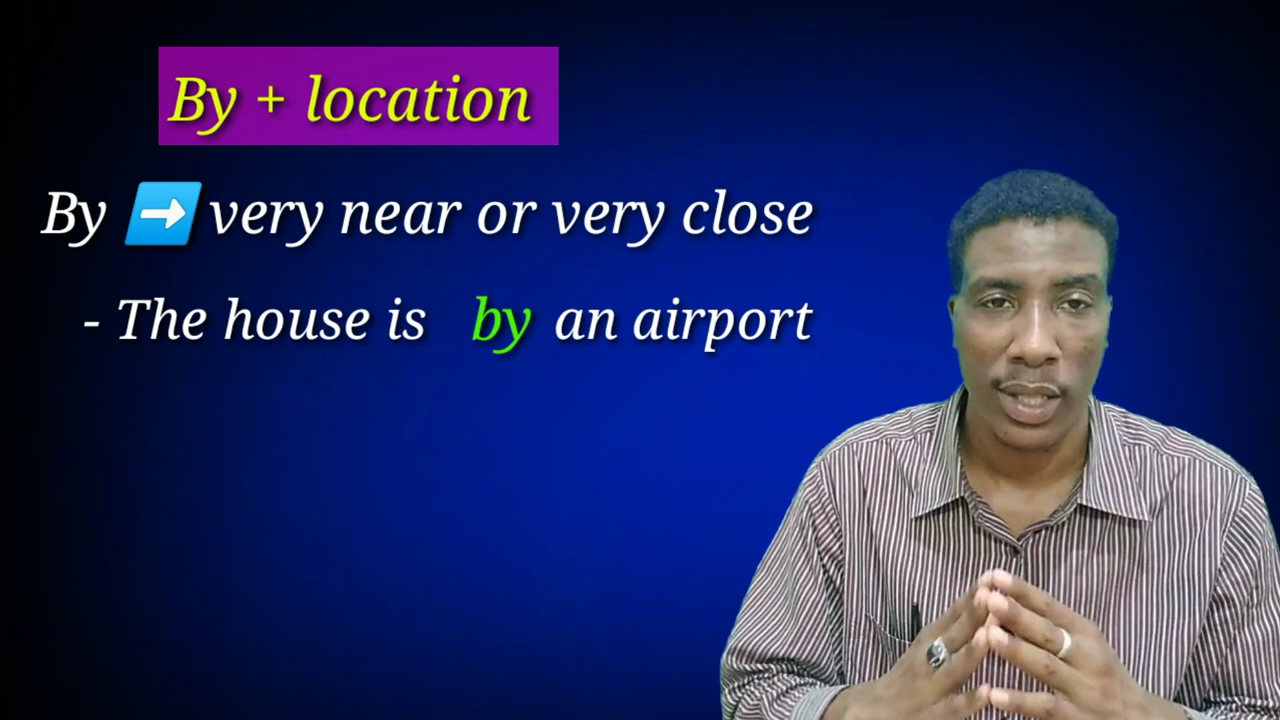 By + location
By ➡ very near or very close
- The house is by an airport